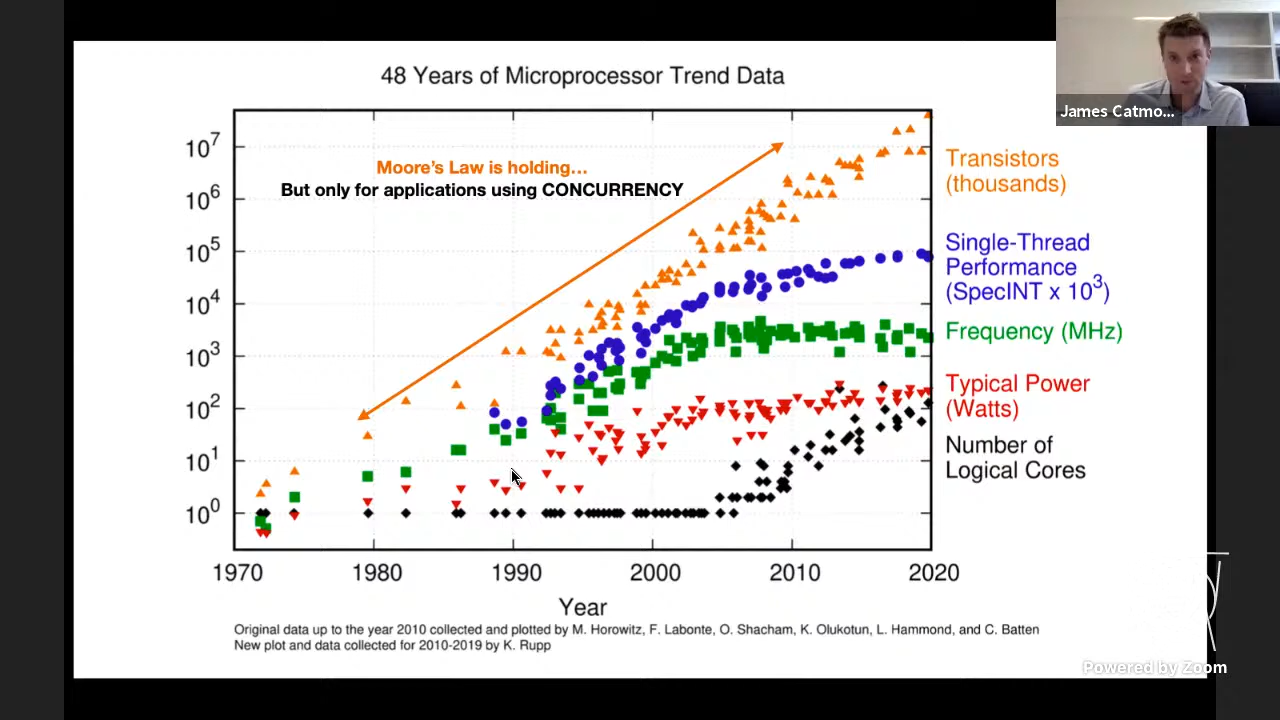 48 Years of Microprocessor Trend Data
James Catmo...
Moore's Law is holding...
But only for applications using CONCURRENCY
10^7
10^6
10^5
10^4
10^3
10^2
10^1
10^0
Transistors
(thousands)
Single-Thread
Performance
(SpecINT x 10^3)
Frequency (MHz)
Typical Power
(Watts)
Number of
Logical Cores
1970 1980 1990 2000 2010 2020
Year
Original data up to the year 2010 collected and plotted by M. Horowitz, F. Labonte, O. Shacham, K. Olukotun, L. Hammond, and C. Batten
New plot and data collected for 2010-2019 by K. Rupp
Powered by Zoom